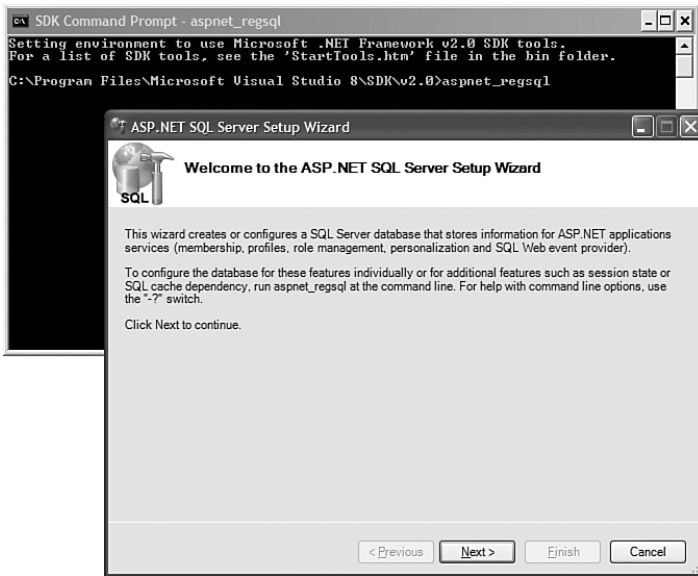 SDK Command Prompt - aspnet_regsql
Setting environment to use Microsoft .NET Framework v2.0 SDK tools.
For a list of SDK tools, see the 'StartTools.htm' file in the bin folder.
C:\Program Files\Microsoft Visual Studio 8\SDK\v2.0>aspnet_regsql
ASP.NET SQL Server Setup Wizard
Welcome to the ASP.NET SQL Server Setup Wizard
SQL
This wizard creates or configures a SQL Server database that stores information for ASP.NET applications
services (membership, profiles, role management, personalization and SQL Web event provider).
To configure the database for these features individually or for additional features such as session state or
SQL cache dependency, run aspnet_regsql at the command line. For help with command line options, use
the "-?" switch.
Click Next to continue.
< Previous Next > Finish Cancel